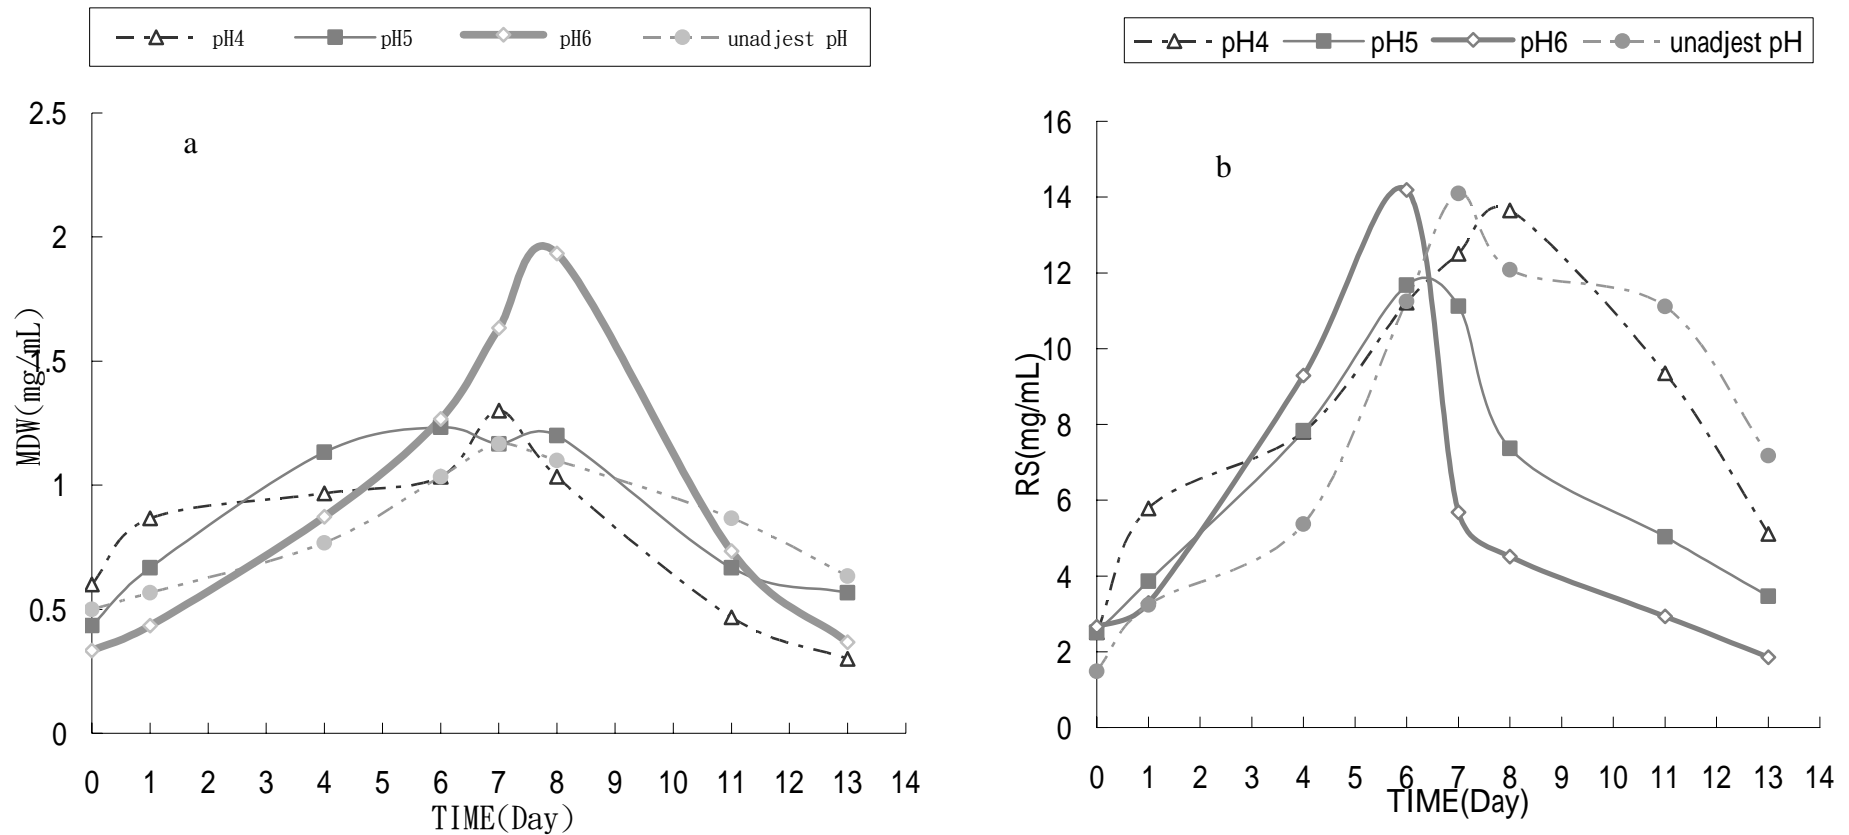 pH4 pH5 pH6 unadjest pH
a
2.5
2
1.5
1
0.5
0
MDW(mg/mL)
0 1 2 3 4 5 6 7 8 9 10 11 12 13 14
TIME(Day)
pH4 pH5 pH6 unadjest pH
b
16
14
12
10
8
6
4
2
0
RS(mg/mL)
0 1 2 3 4 5 6 7 8 9 10 11 12 13 14
TIME(Day)